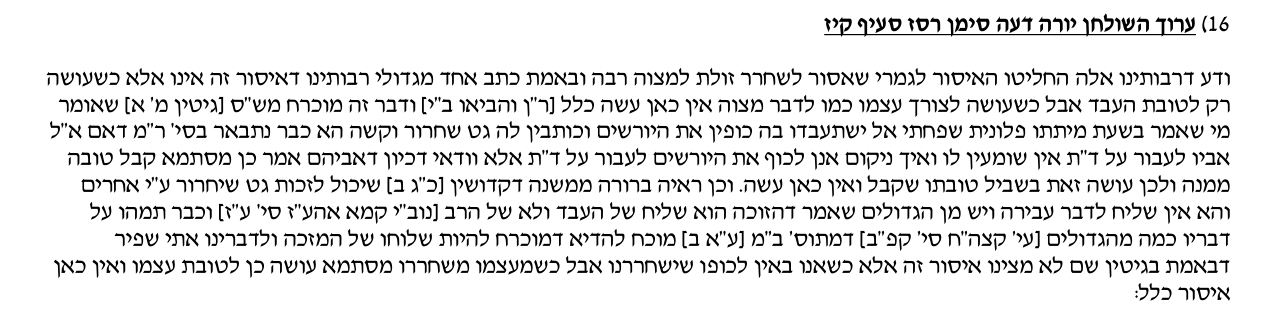 16) ערוך השולחן יורה דעה סימן רסז סעיף קיז
ודע דרבותינו אלה החליטו האיסור לגמרי שאסור לשחרר זולת למצוה רבה ובאמת כתב אחד מגדולי רבותינו דאיסור זה אינו אלא כשעושה
רק לטובת העבד אבל כשעושה לצורך עצמו כמו לדבר מצוה אין כאן עשה כלל [ר"ן והביאו ב"י] ודבר זה מוכרח מש"ס [גיטין מ' א] שאומר
מי שאמר בשעת מיתתו פלונית שפחתי אל ישתעבדו בה כופין את היורשים וכותבין לה גט שחרור וקשה הא כבר נתבאר בסי' ר"מ דאם א"ל
אביו לעבור על ד"ת אין שומעין לו ואיך ניקום אנן לכוף את היורשים לעבור על ד"ת אלא וודאי דכיון דאביהם אמר כן מסתמא קבל טובה
ממנה ולכן עושה זאת בשביל טובתו שקבל ואין כאן עשה. וכן ראיה ברורה ממשנה דקדושין [כ"ג ב] שיכול לזכות גט שיחרור ע"י אחרים
והא אין שליח לדבר עבירה ויש מן הגדולים שאמר דהזוכה הוא שליח של העבד ולא של הרב [נוב"י קמא אהע"ז סי' ע"ז] וכבר תמהו על
דבריו כמה מהגדולים [עי' קצה"ח סי' קפ"ב] דמתוס' ב"מ [ע"א ב] מוכח להדיא דמוכרח להיות שלוחו של המזכה ולדברינו אתי שפיר
דבאמת בגיטין שם לא מצינו איסור זה אלא כשאנו באין לכופו שישחררנו אבל כשמעצמו משחררו מסתמא עושה כן לטובת עצמו ואין כאן
איסור כלל: